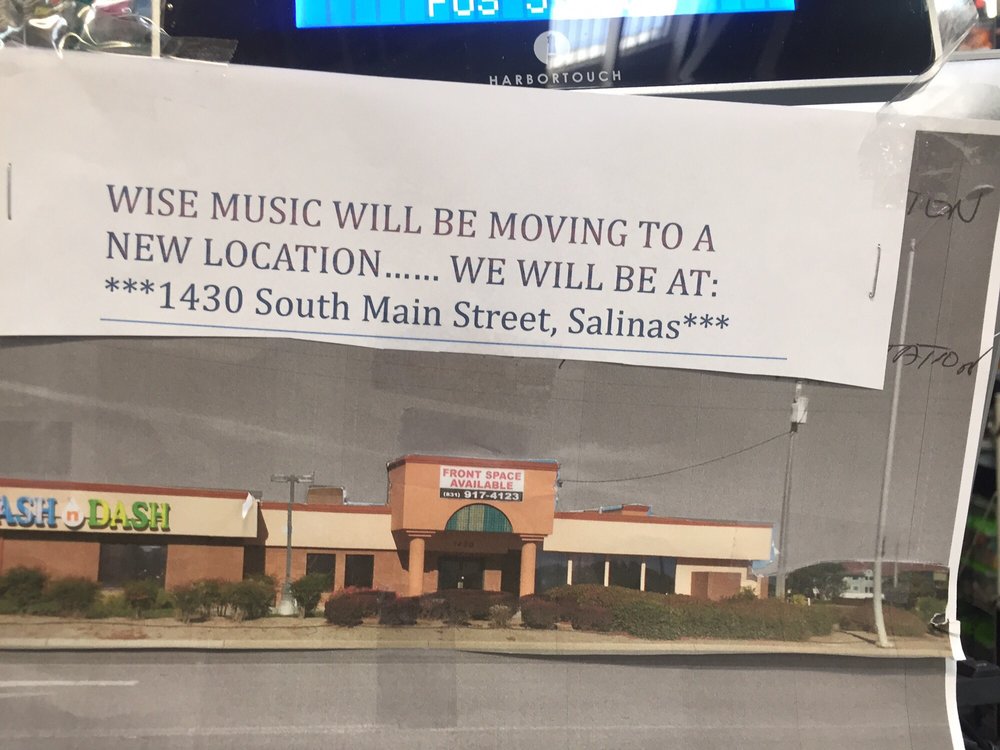 HARBORTOUCH
WISE MUSIC WILL BE MOVING TO A
NEW LOCATION...... WE WILL BE AT:
***1430 South Main Street, Salinas***
FRONT SPACE
AVAILABLE
(831) 917-4123
ASH n DASH
1430